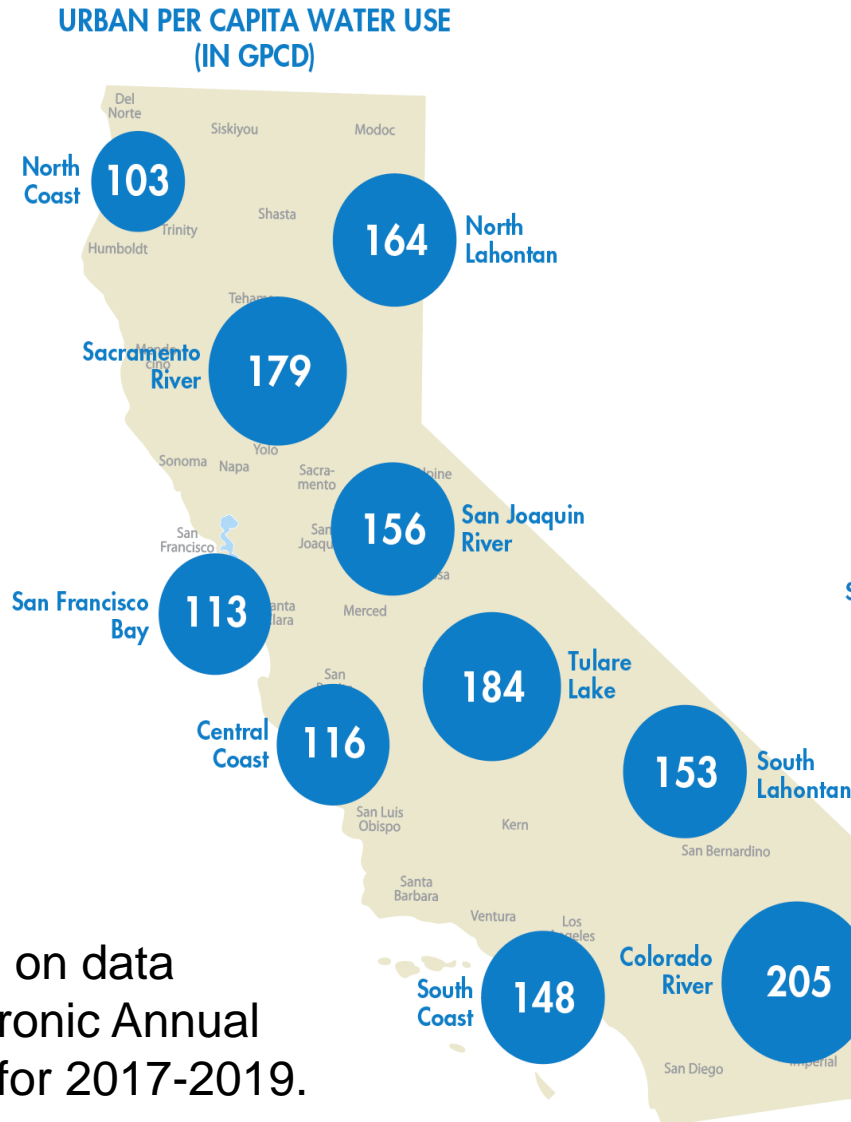 URBAN PER CAPITA WATER USE
(IN GPCD)
Del
Norte
Siskiyou
Modoc
North
Coast
103
Shasta
Trinity
Humboldt
164
North
Lahontan
Sacramento
River
179
Yolo
Sonoma
Napa
Sacra-
mento
San
Francisco
San
156
San Joaquin
River
San Francisco
Bay
113
Merced
San
184
Tulare
Lake
Central
Coast
116
153
South
Lahontan
San Luis
Obispo
Kern
San Bernardino
Santa
Barbara
Ventura
Los
South
Coast
148
Colorado
River
205
San Diego
on data
ronic Annual
for 2017-2019.